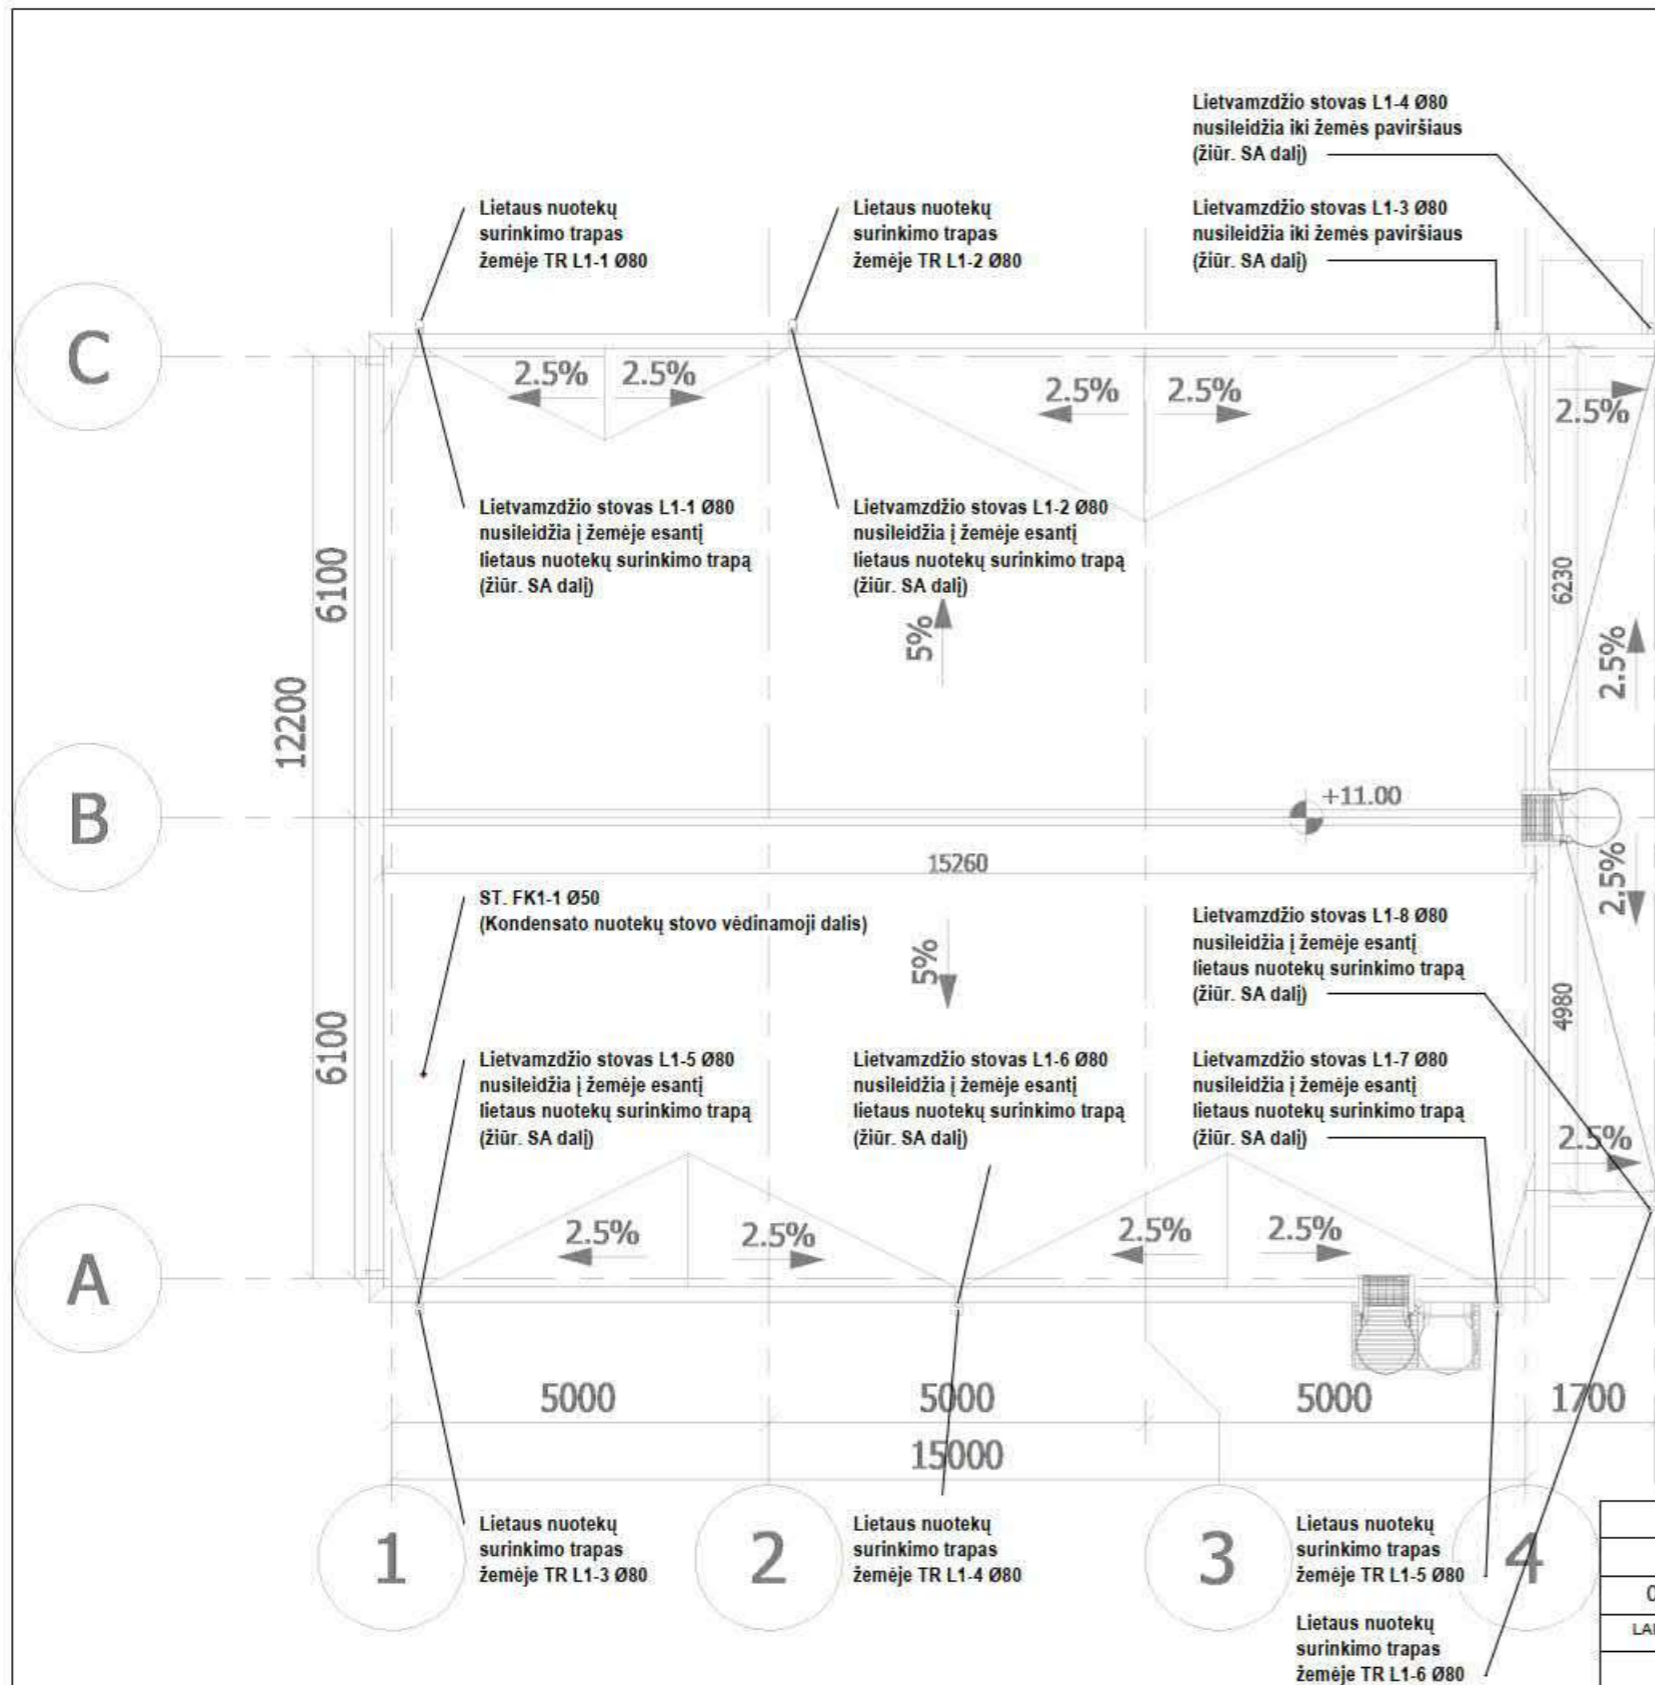 Lietvamzdžio stovas L1-4 Ø80
nusileidžia iki žemės paviršiaus
(žiūr. SA dalį)
Lietaus nuotekų
surinkimo trapas
žemėje TR L1-1 Ø80
Lietaus nuotekų
surinkimo trapas
žemėje TR L1-2 Ø80
Lietvamzdžio stovas L1-3 Ø80
nusileidžia iki žemės paviršiaus
(žiūr. SA dalį)
C
2.5% 2.5%
2.5% 2.5%
2.5%
Lietvamzdžio stovas L1-1 Ø80
nusileidžia į žemėje esantį
lietaus nuotekų surinkimo trapą
(žiūr. SA dalį)
Lietvamzdžio stovas L1-2 Ø80
nusileidžia į žemėje esantį
lietaus nuotekų surinkimo trapą
(žiūr. SA dalį)
6100
6230
5%
2.5%
12200
B
+11.00
15260
2.5%
ST. FK1-1 Ø50
(Kondensato nuotekų stovo vėdinamoji dalis)
5%
Lietvamzdžio stovas L1-8 Ø80
nusileidžia į žemėje esantį
lietaus nuotekų surinkimo trapą
(žiūr. SA dalį)
6100
4980
Lietvamzdžio stovas L1-5 Ø80
nusileidžia į žemėje esantį
lietaus nuotekų surinkimo trapą
(žiūr. SA dalį)
Lietvamzdžio stovas L1-6 Ø80
nusileidžia į žemėje esantį
lietaus nuotekų surinkimo trapą
(žiūr. SA dalį)
Lietvamzdžio stovas L1-7 Ø80
nusileidžia į žemėje esantį
lietaus nuotekų surinkimo trapą
(žiūr. SA dalį)
2.5%
A
2.5% 2.5% 2.5% 2.5%
5000 5000 5000 1700
15000
1 2 3 4
Lietaus nuotekų
surinkimo trapas
žemėje TR L1-3 Ø80
Lietaus nuotekų
surinkimo trapas
žemėje TR L1-4 Ø80
Lietaus nuotekų
surinkimo trapas
žemėje TR L1-5 Ø80
Lietaus nuotekų
surinkimo trapas
žemėje TR L1-6 Ø80